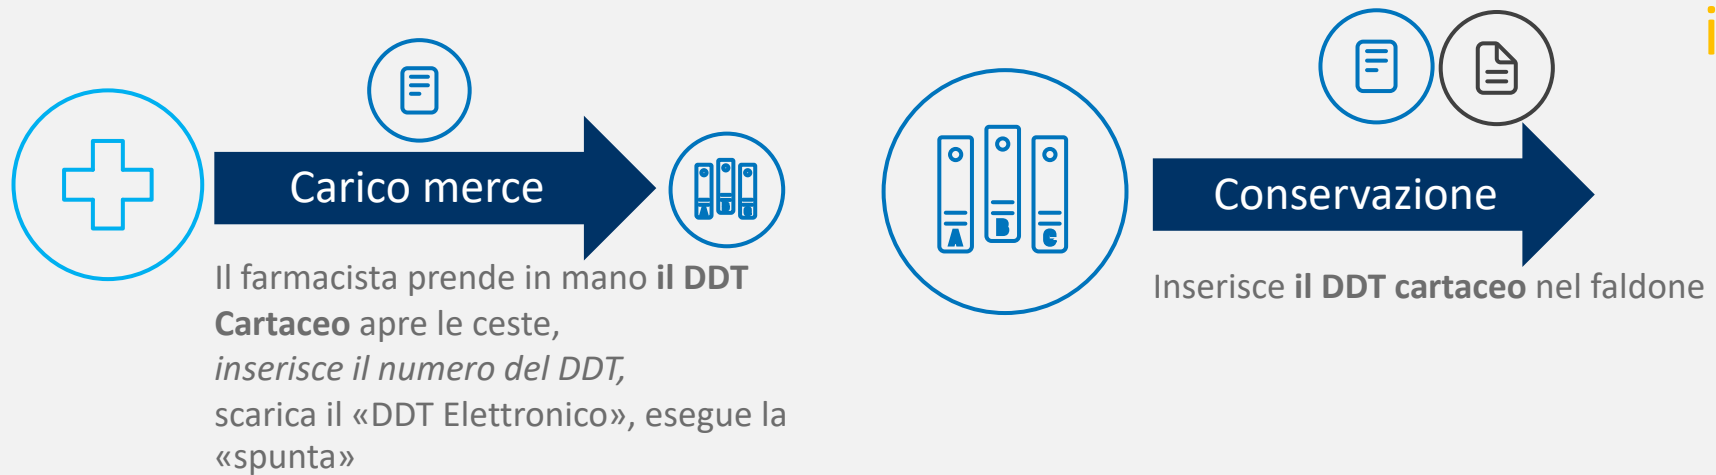 Carico merce
Il farmacista prende in mano il DDT
Cartaceo apre le ceste,
inserisce il numero del DDT,
scarica il «DDT Elettronico», esegue la
«spunta»
A B C
A B C
Conservazione
Inserisce il DDT cartaceo nel faldone
i